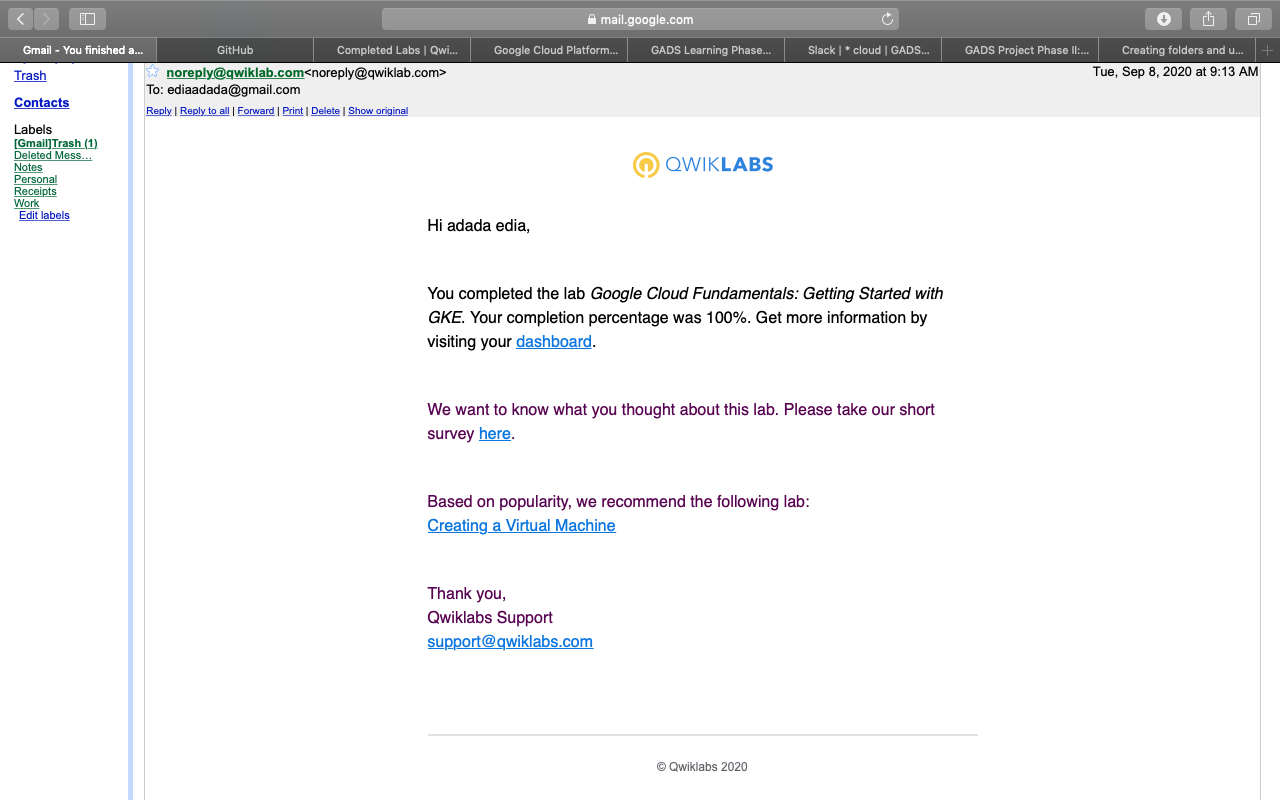 mail.google.com
Gmail - You finished a...
GitHub
Completed Labs | Qwi...
Google Cloud Platform...
GADS Learning Phase...
Slack | * cloud | GADS...
GADS Project Phase II:...
Creating folders and u...
Trash
Contacts
Labels
[Gmail]Trash (1)
Deleted Mess...
Notes
Personal
Receipts
Work
Edit labels
noreply@qwiklab.com<noreply@qwiklab.com> Tue, Sep 8, 2020 at 9:13 AM
To: ediaadada@gmail.com
Reply | Reply to all | Forward | Print | Delete | Show original
QWIKLABS
Hi adada edia,
You completed the lab Google Cloud Fundamentals: Getting Started with
GKE. Your completion percentage was 100%. Get more information by
visiting your dashboard.
We want to know what you thought about this lab. Please take our short
survey here.
Based on popularity, we recommend the following lab:
Creating a Virtual Machine
Thank you,
Qwiklabs Support
support@qwiklabs.com
© Qwiklabs 2020